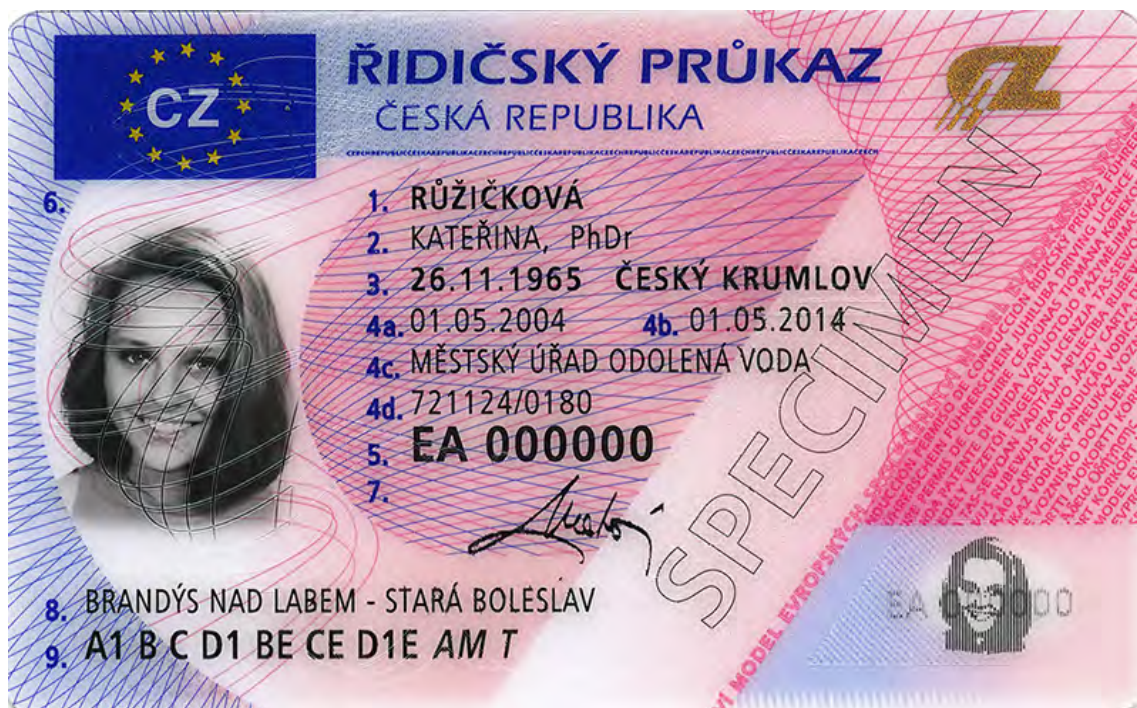 CZ
ŘIDIČSKÝ PRŮKAZ
ČESKÁ REPUBLIKA
CZ
6.
1. RŮŽIČKOVÁ
2. KATEŘINA, PhDr
3. 26.11.1965 ČESKÝ KRUMLOV
4a. 01.05.2004 4b. 01.05.2014
4c. MĚSTSKÝ ÚŘAD ODOLENÁ VODA
4d. 721124/0180
5. EA 000000
7.
8. BRANDÝS NAD LABEM - STARÁ BOLESLAV
9. A1 B C D1 BE CE D1E AM T
SPECIMEN